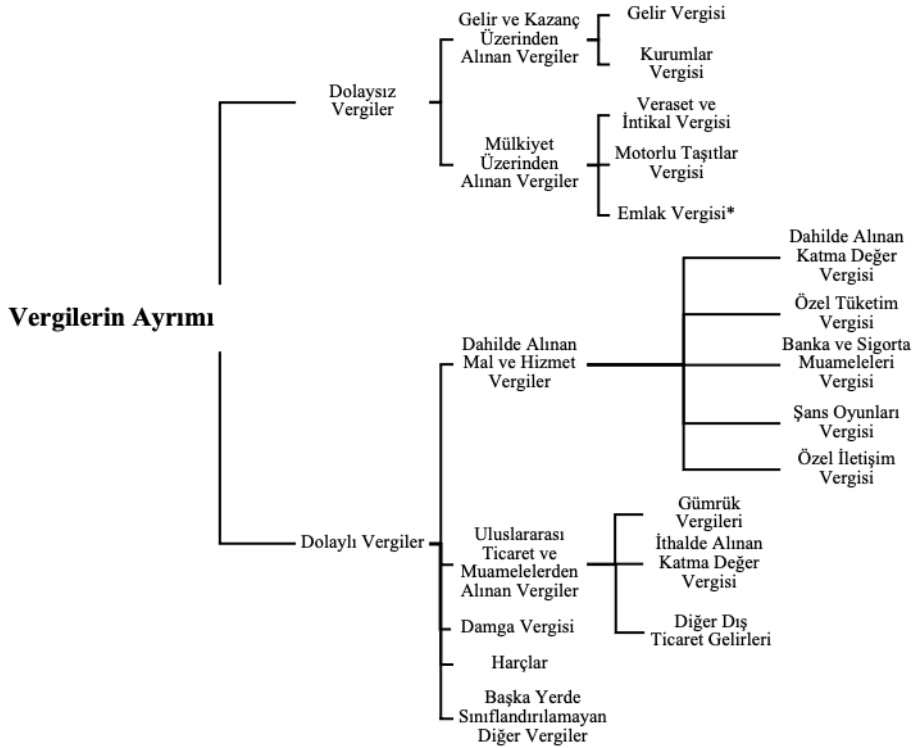 Vergilerin Ayrımı
Dolaysız
Vergiler
Gelir ve Kazanç
Üzerinden
Alınan Vergiler
Gelir Vergisi
Kurumlar
Vergisi
Mülkiyet
Üzerinden
Alınan Vergiler
Veraset ve
İntikal Vergisi
Motorlu Taşıtlar
Vergisi
Emlak Vergisi*
Dolaylı Vergiler
Dahilde Alınan
Mal ve Hizmet
Vergiler
Dahilde Alınan
Katma Değer
Vergisi
Özel Tüketim
Vergisi
Banka ve Sigorta
Muameleleri
Vergisi
Şans Oyunları
Vergisi
Özel İletişim
Vergisi
Uluslararası
Ticaret ve
Muamelelerden
Alınan Vergiler
Gümrük
Vergileri
İthalde Alınan
Katma Değer
Vergisi
Diğer Dış
Ticaret Gelirleri
Damga Vergisi
Harçlar
Başka Yerde
Sınıflandırılamayan
Diğer Vergiler